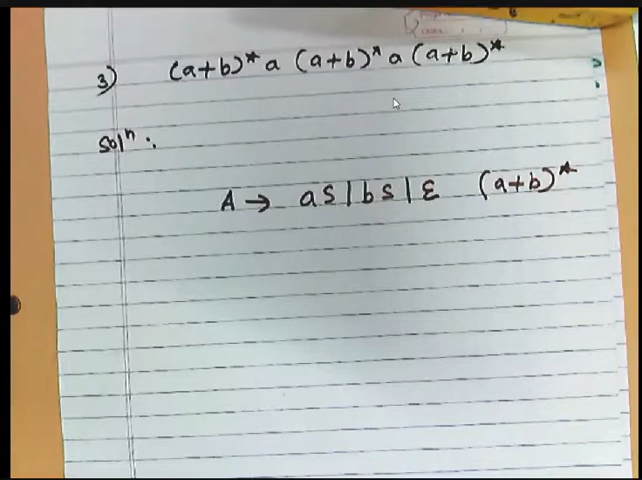 3) (a+b)* a (a+b)* a (a+b)*
Solⁿ :
A → aS | bS | ε (a+b)*